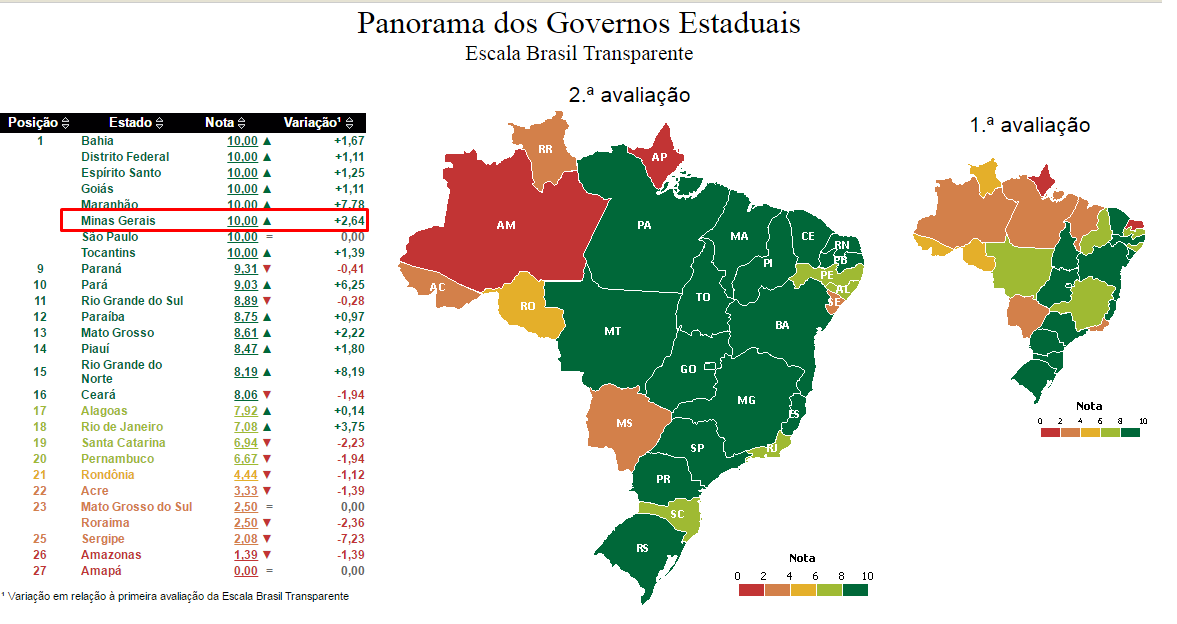 Panorama dos Governos Estaduais
Escala Brasil Transparente
Posição Estado Nota Variação¹
1 Bahia 10,00 ▲ +1,67
Distrito Federal 10,00 ▲ +1,11
Espírito Santo 10,00 ▲ +1,25
Goiás 10,00 ▲ +1,11
Maranhão 10,00 ▲ +7,78
Minas Gerais 10,00 ▲ +2,64
São Paulo 10,00 = 0,00
Tocantins 10,00 ▲ +1,39
9 Paraná 9,31 ▼ -0,41
10 Pará 9,03 ▲ +6,25
11 Rio Grande do Sul 8,89 ▼ -0,28
12 Paraíba 8,75 ▲ +0,97
13 Mato Grosso 8,61 ▲ +2,22
14 Piauí 8,47 ▲ +1,80
15 Rio Grande do Norte 8,19 ▲ +8,19
16 Ceará 8,06 ▼ -1,94
17 Alagoas 7,92 ▲ +0,14
18 Rio de Janeiro 7,08 ▲ +3,75
19 Santa Catarina 6,94 ▼ -2,23
20 Pernambuco 6,67 ▼ -1,94
21 Rondônia 4,44 ▼ -1,12
22 Acre 3,33 ▼ -1,39
23 Mato Grosso do Sul 2,50 = 0,00
Roraima 2,50 ▼ -2,36
25 Sergipe 2,08 ▼ -7,23
26 Amazonas 1,39 ▼ -1,39
27 Amapá 0,00 = 0,00
¹ Variação em relação à primeira avaliação da Escala Brasil Transparente
2.ª avaliação
RR
AP
AM
PA
MA
CE
RN
PB
PI
PE
AL
SE
AC
RO
TO
MT
BA
GO
MG
ES
MS
SP
RJ
PR
SC
RS
Nota
0 2 4 6 8 10
1.ª avaliação
Nota
0 2 4 6 8 10